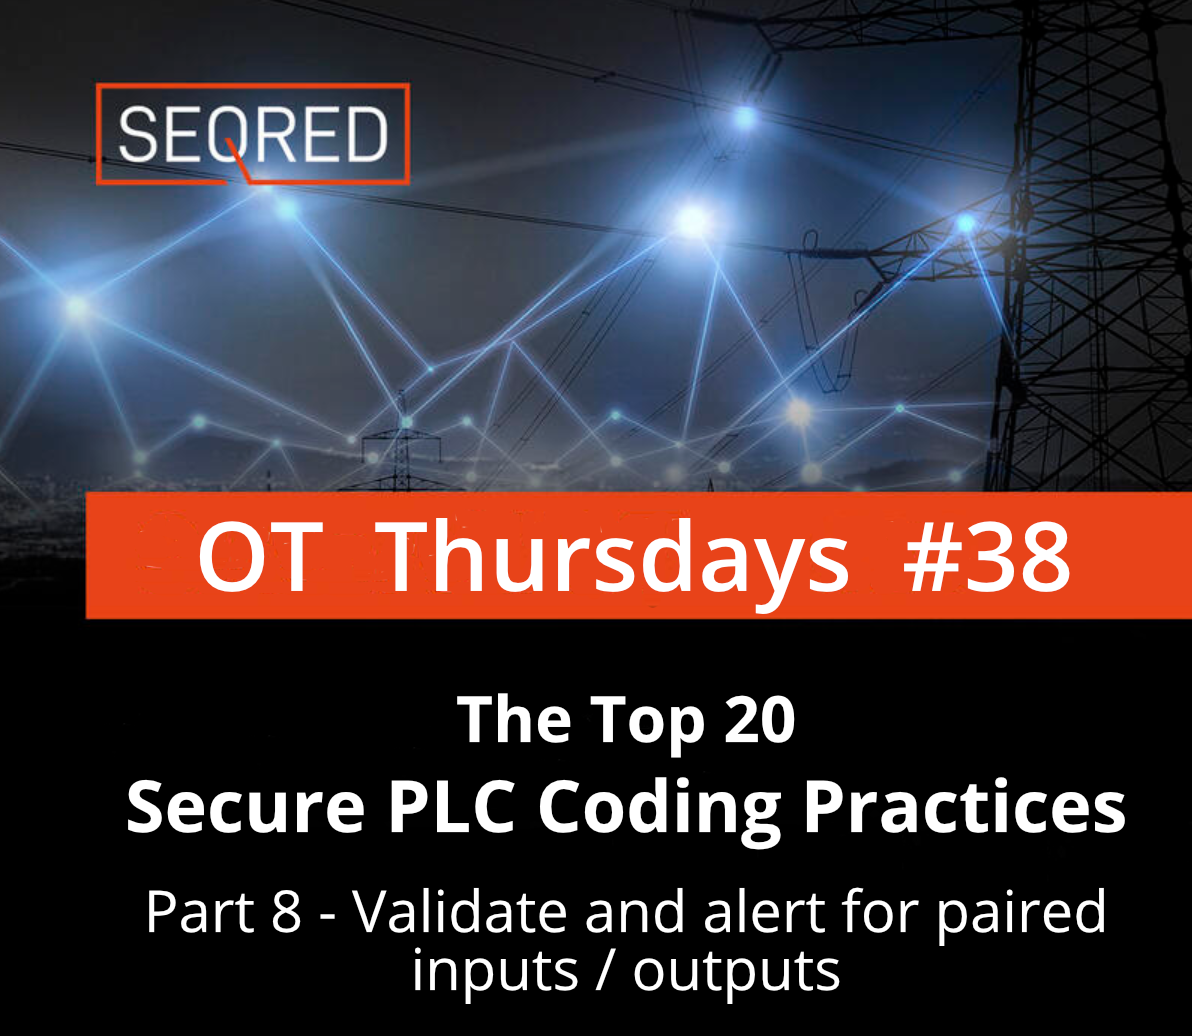 SEQRED
OT Thursdays #38
The Top 20
Secure PLC Coding Practices
Part 8 - Validate and alert for paired
inputs / outputs